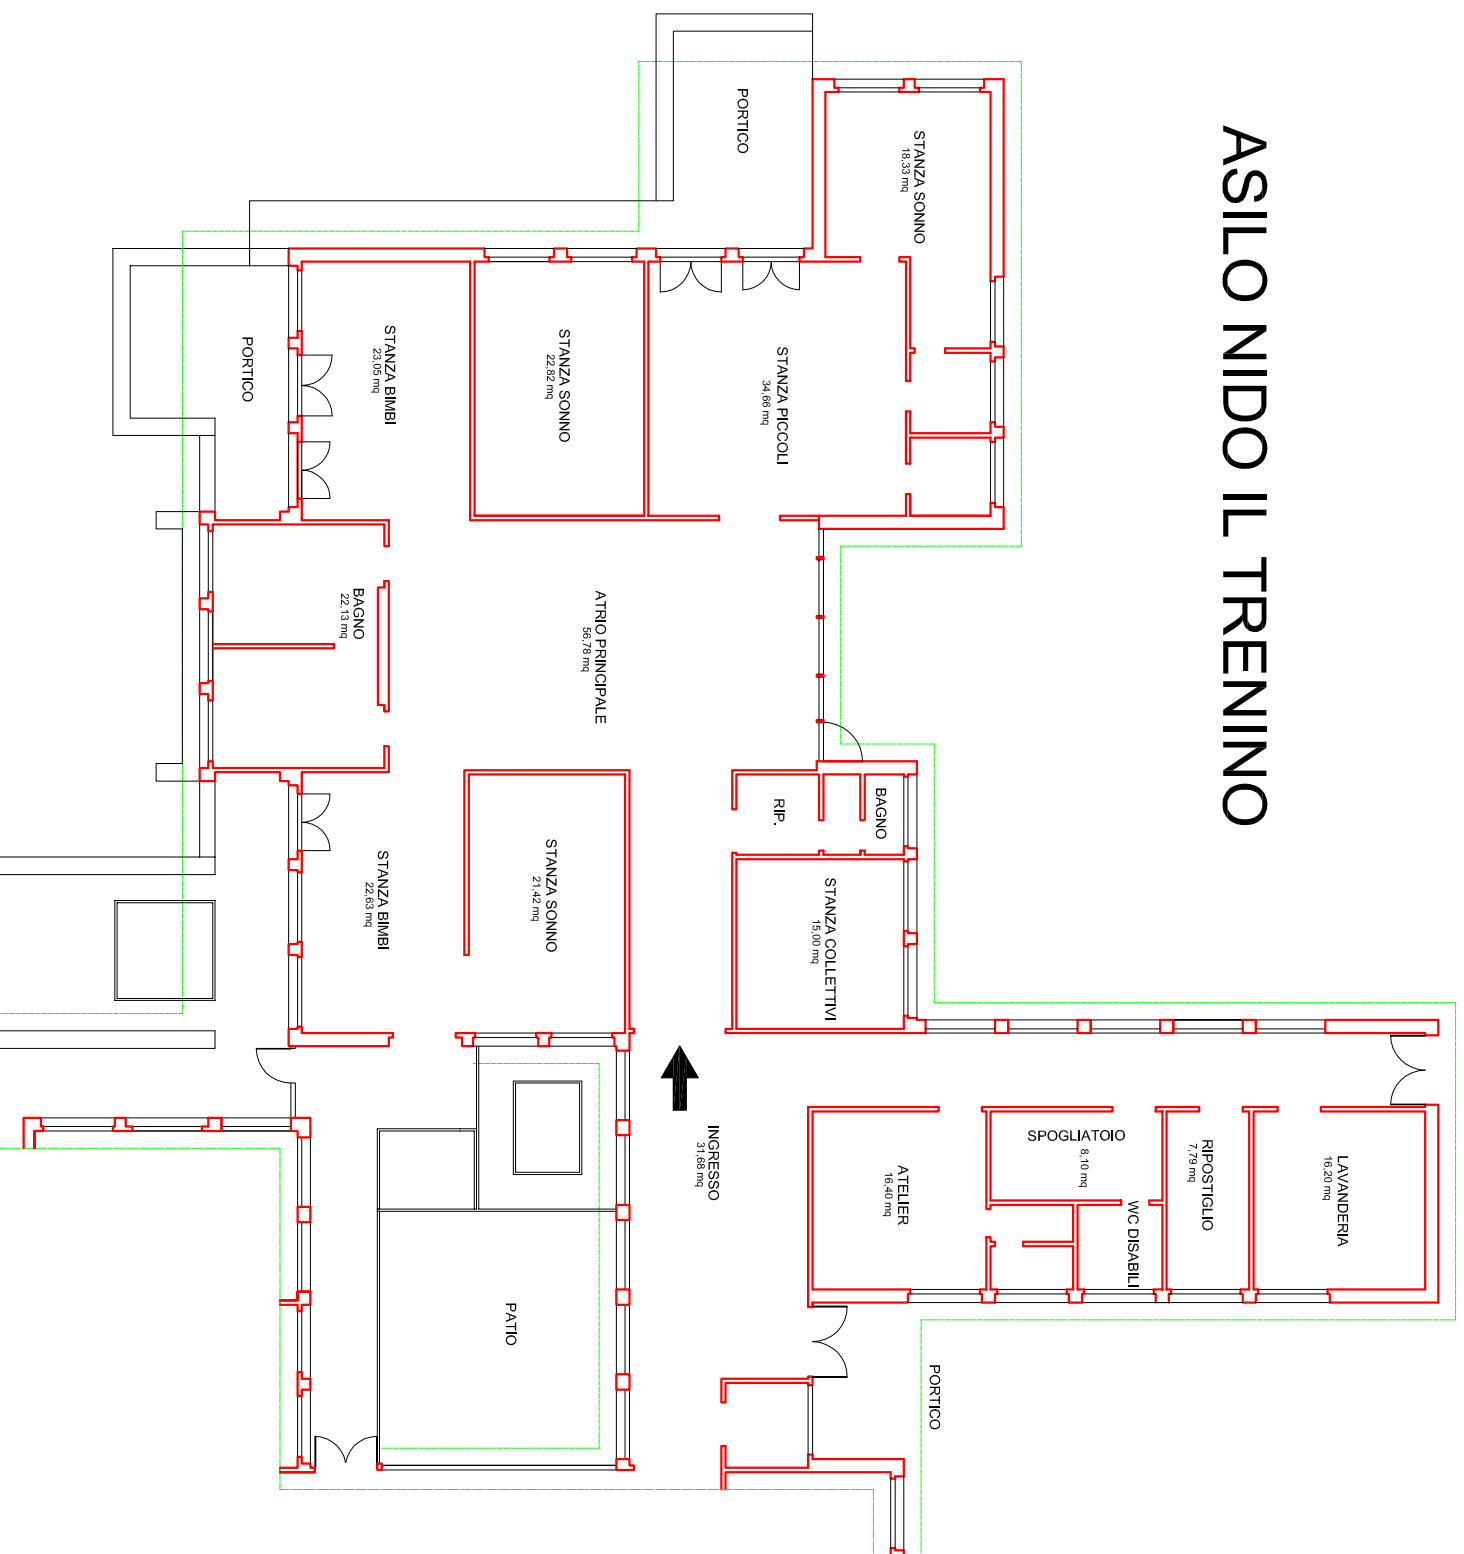 ASILO NIDO IL TRENINO
PORTICO
STANZA SONNO
18,33 mq
STANZA PICCOLI
34,66 mq
STANZA SONNO
22,82 mq
STANZA BIMBI
23,05 mq
PORTICO
BAGNO
22,13 mq
ATRIO PRINCIPALE
56,78 mq
BAGNO
RIP.
STANZA COLLETTIVI
15,00 mq
STANZA SONNO
21,42 mq
STANZA BIMBI
22,63 mq
INGRESSO
31,68 mq
LAVANDERIA
16,20 mq
RIPOSTIGLIO
7,79 mq
SPOGLIATOIO
8,10 mq
WC DISABILI
ATELIER
16,40 mq
PATIO
PORTICO